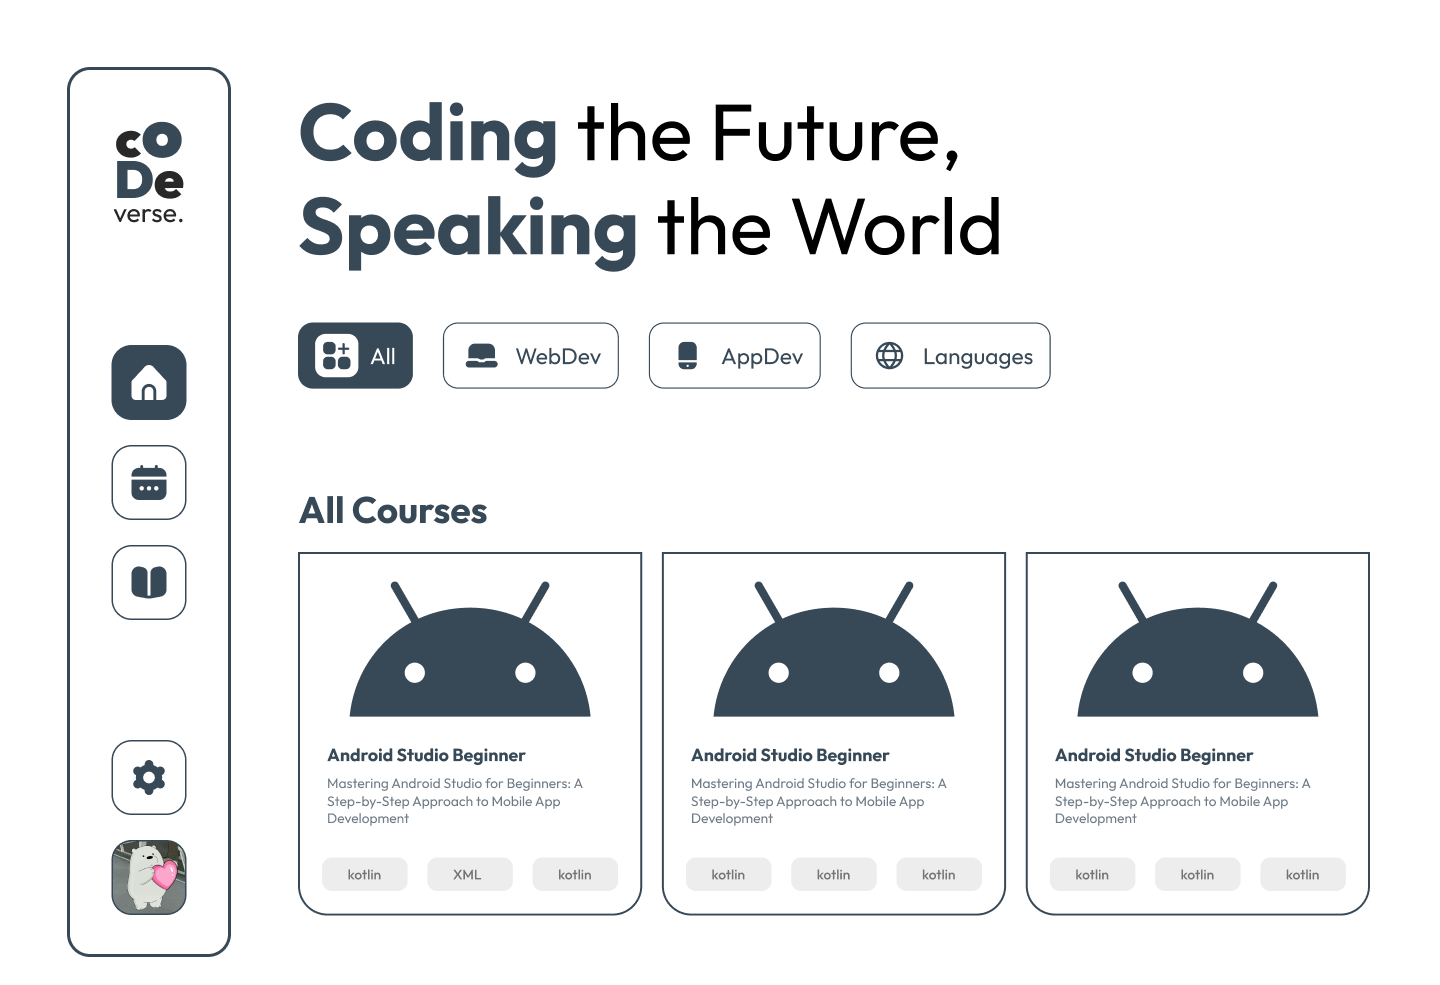 coDe
verse.
Coding the Future,
Speaking the World
All
WebDev
AppDev
Languages
All Courses
Android Studio Beginner
Mastering Android Studio for Beginners: A
Step-by-Step Approach to Mobile App
Development
kotlin
XML
kotlin
Android Studio Beginner
Mastering Android Studio for Beginners: A
Step-by-Step Approach to Mobile App
Development
kotlin
kotlin
kotlin
Android Studio Beginner
Mastering Android Studio for Beginners: A
Step-by-Step Approach to Mobile App
Development
kotlin
kotlin
kotlin